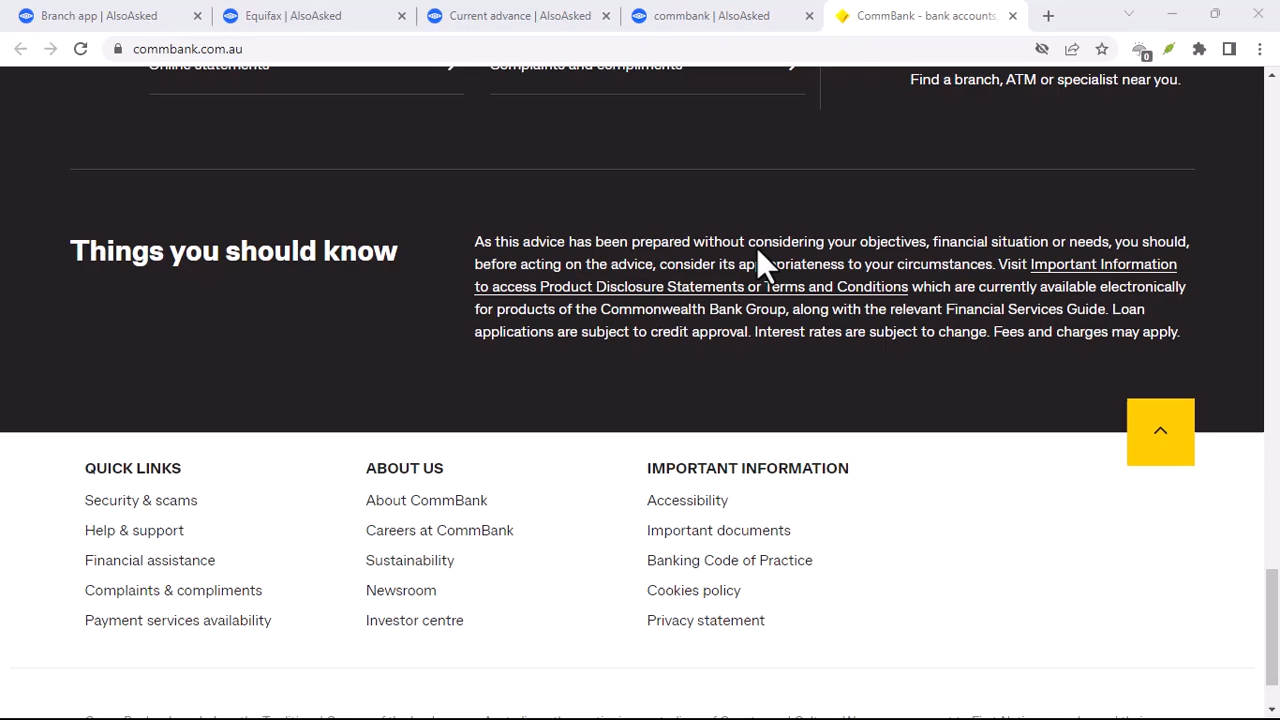 Branch app | AlsoAsked
Equifax | AlsoAsked
Current advance | AlsoAsked
commbank | AlsoAsked
CommBank - bank accounts,
commbank.com.au
0
Online statements
Complaints and compliments
Find a branch, ATM or specialist near you.
Things you should know
As this advice has been prepared without considering your objectives, financial situation or needs, you should,
before acting on the advice, consider its appropriateness to your circumstances. Visit Important Information
to access Product Disclosure Statements or Terms and Conditions which are currently available electronically
for products of the Commonwealth Bank Group, along with the relevant Financial Services Guide. Loan
applications are subject to credit approval. Interest rates are subject to change. Fees and charges may apply.
QUICK LINKS
Security & scams
Help & support
Financial assistance
Complaints & compliments
Payment services availability
ABOUT US
About CommBank
Careers at CommBank
Sustainability
Newsroom
Investor centre
IMPORTANT INFORMATION
Accessibility
Important documents
Banking Code of Practice
Cookies policy
Privacy statement